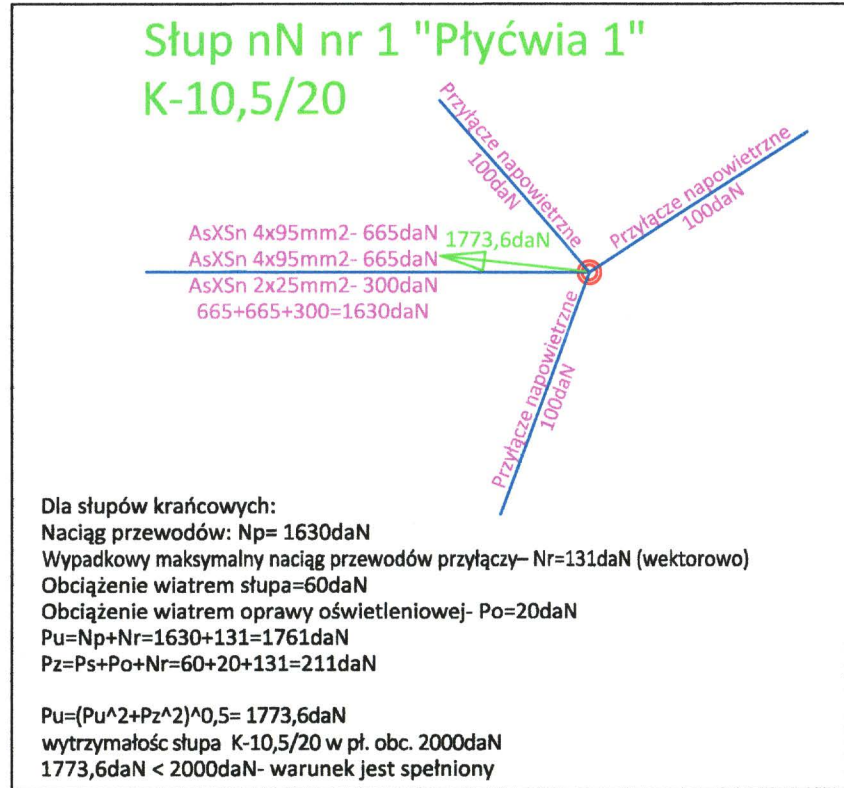 Słup nN nr 1 "Płyćwia 1"
K-10,5/20
Przyłącze napowietrzne
100daN
Przyłącze napowietrzne
100daN
AsXSn 4x95mm2- 665daN
1773,6daN
AsXSn 4x95mm2- 665daN
AsXSn 2x25mm2- 300daN
665+665+300=1630daN
Przyłącze napowietrzne
100daN
Dla słupów krańcowych:
Naciąg przewodów: Np= 1630daN
Wypadkowy maksymalny naciąg przewodów przyłączy– Nr=131daN (wektorowo)
Obciążenie wiatrem słupa=60daN
Obciążenie wiatrem oprawy oświetleniowej- Po=20daN
Pu=Np+Nr=1630+131=1761daN
Pz=Ps+Po+Nr=60+20+131=211daN
Pu=(Pu^2+Pz^2)^0,5= 1773,6daN
wytrzymałośc słupa K-10,5/20 w pł. obc. 2000daN
1773,6daN < 2000daN- warunek jest spełniony